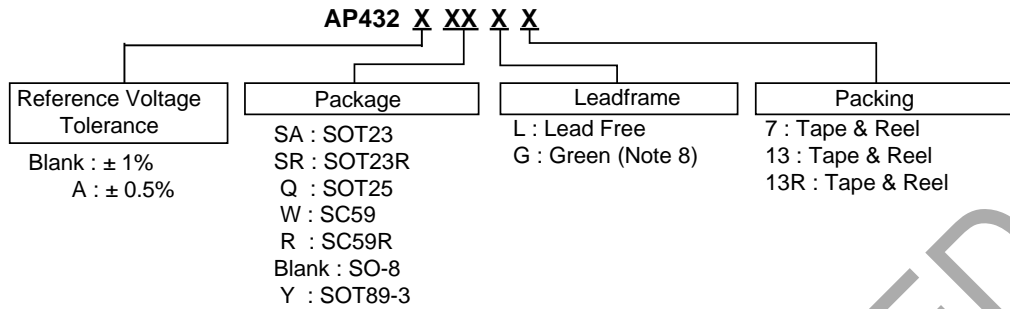 AP432 X XX X X
Reference Voltage
Tolerance
Blank : ± 1%
A : ± 0.5%
Package
SA : SOT23
SR : SOT23R
Q : SOT25
W : SC59
R : SC59R
Blank : SO-8
Y : SOT89-3
Leadframe
L : Lead Free
G : Green (Note 8)
Packing
7 : Tape & Reel
13 : Tape & Reel
13R : Tape & Reel